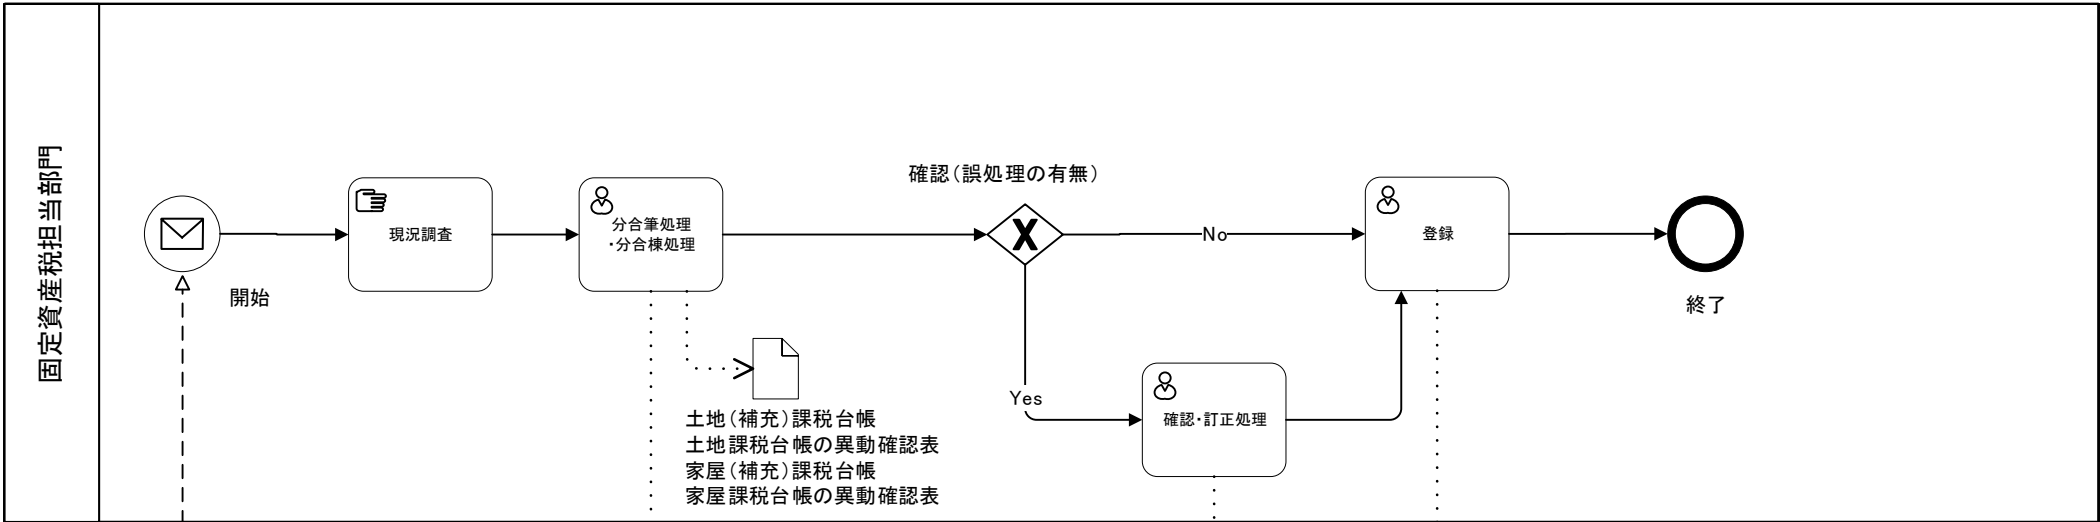 固定資産税担当部門
開始
現況調査
分合筆処理
・分合棟処理
土地（補充）課税台帳
土地課税台帳の異動確認表
家屋（補充）課税台帳
家屋課税台帳の異動確認表
確認（誤処理の有無）
No
Yes
確認・訂正処理
登録
終了